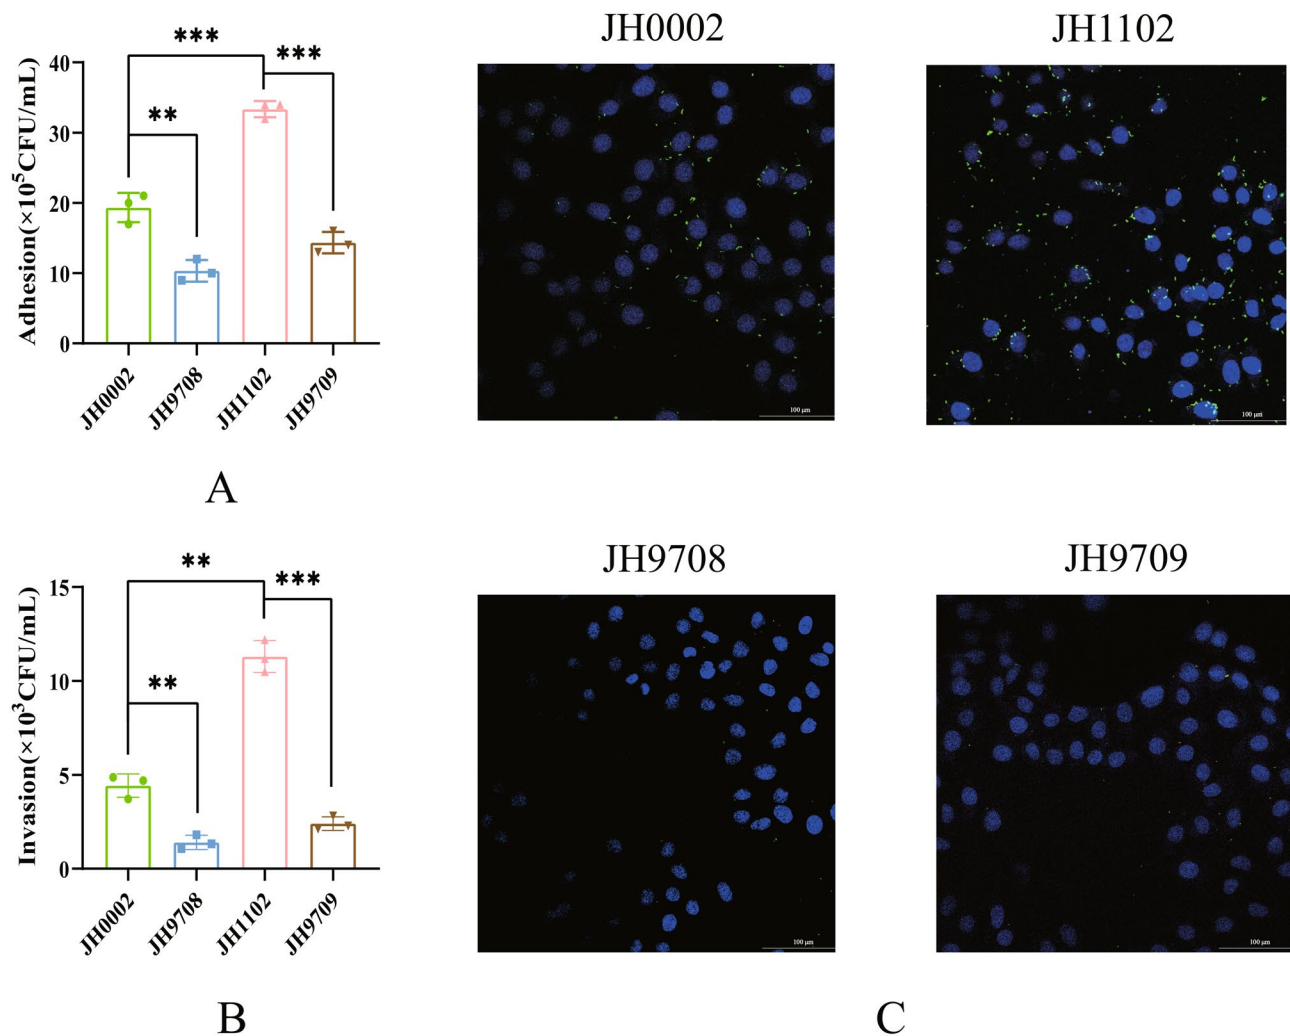 JH0002
JH1102
***
***
**
40
30
20
10
0
Adhesion(×10⁵CFU/mL)
JH0002
JH9708
JH1102
JH9709
100 μm
100 μm
A
JH9708
JH9709
**
***
**
15
10
5
0
Invasion(×10³CFU/mL)
JH0002
JH9708
JH1102
JH9709
100 μm
100 μm
B
C